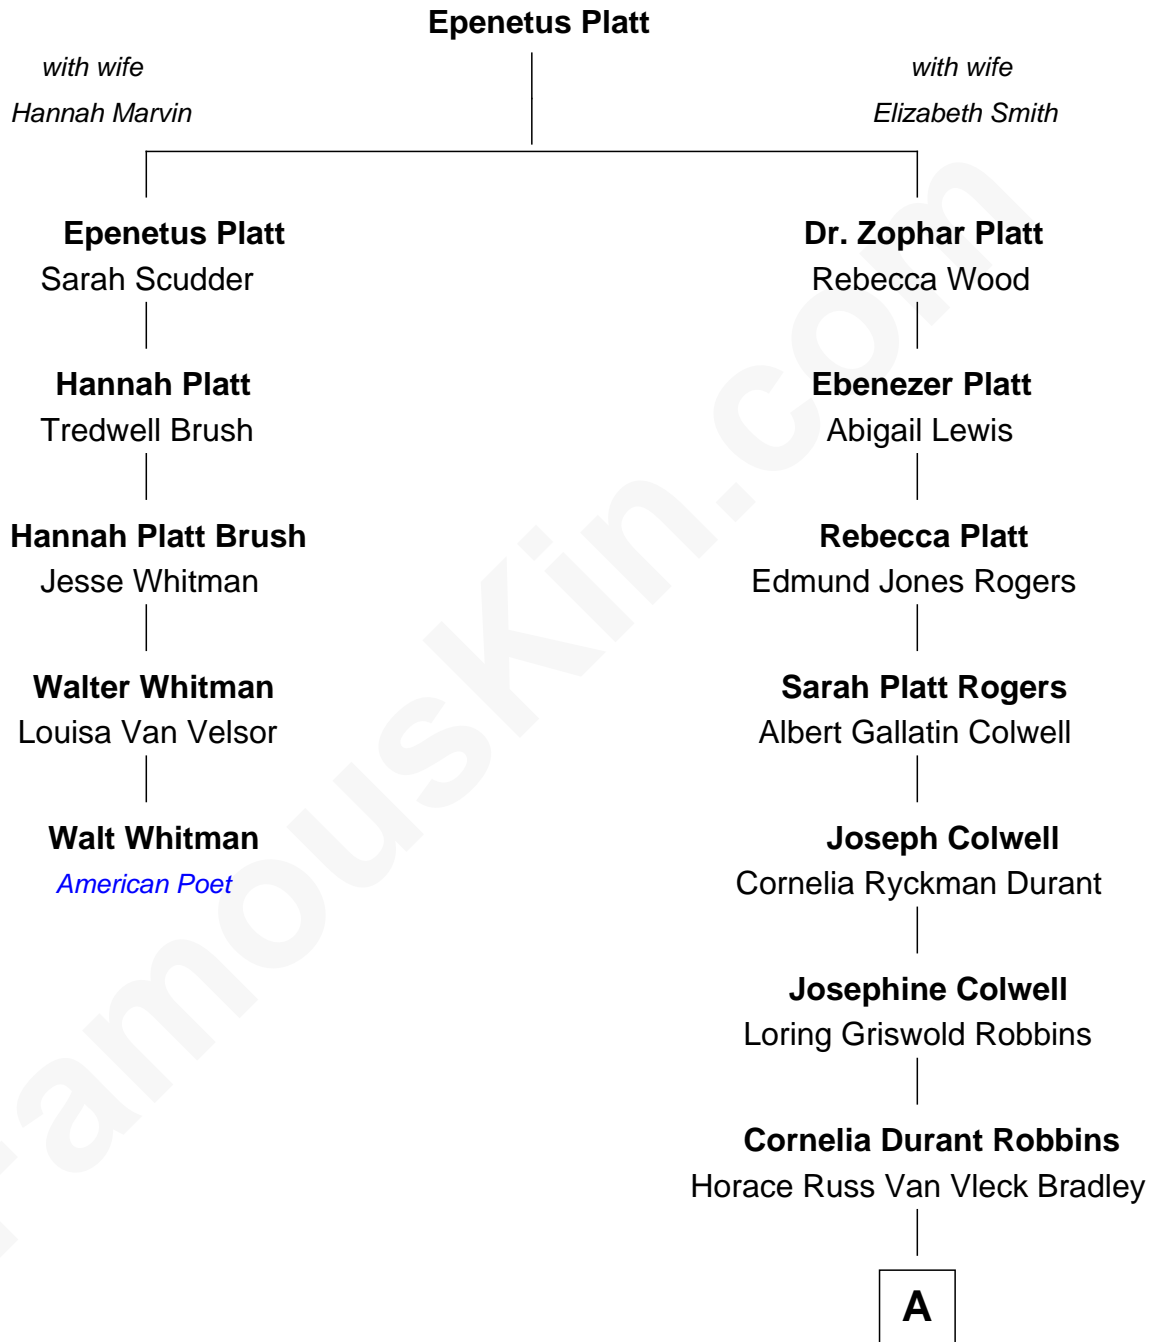 Epenetus Platt
with wife
Hannah Marvin
with wife
Elizabeth Smith
Epenetus Platt
Sarah Scudder
Hannah Platt
Tredwell Brush
Hannah Platt Brush
Jesse Whitman
Walter Whitman
Louisa Van Velsor
Walt Whitman
American Poet
Dr. Zophar Platt
Rebecca Wood
Ebenezer Platt
Abigail Lewis
Rebecca Platt
Edmund Jones Rogers
Sarah Platt Rogers
Albert Gallatin Colwell
Joseph Colwell
Cornelia Ryckman Durant
Josephine Colwell
Loring Griswold Robbins
Cornelia Durant Robbins
Horace Russ Van Vleck Bradley
A
FamousKin.com